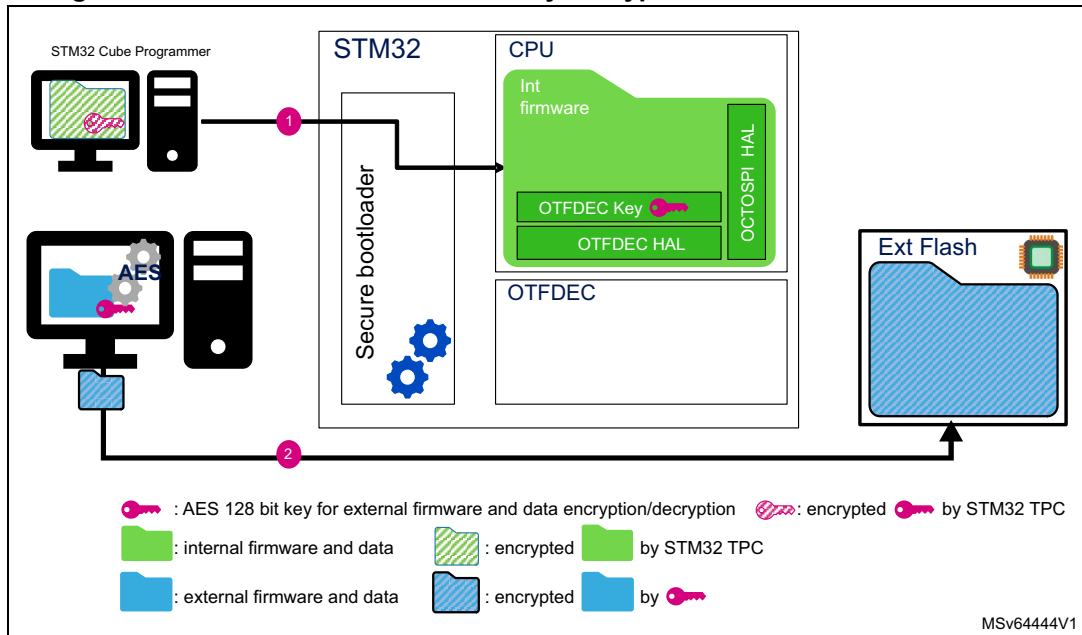 STM32 Cube Programmer
STM32
CPU
Int
firmware
1
Secure bootloader
OCTOSPI HAL
OTFDEC Key
OTFDEC HAL
AES
Ext Flash
OTFDEC
2
: AES 128 bit key for external firmware and data encryption/decryption : encrypted by STM32 TPC
: internal firmware and data : encrypted by STM32 TPC
: external firmware and data : encrypted by
MSv64444V1